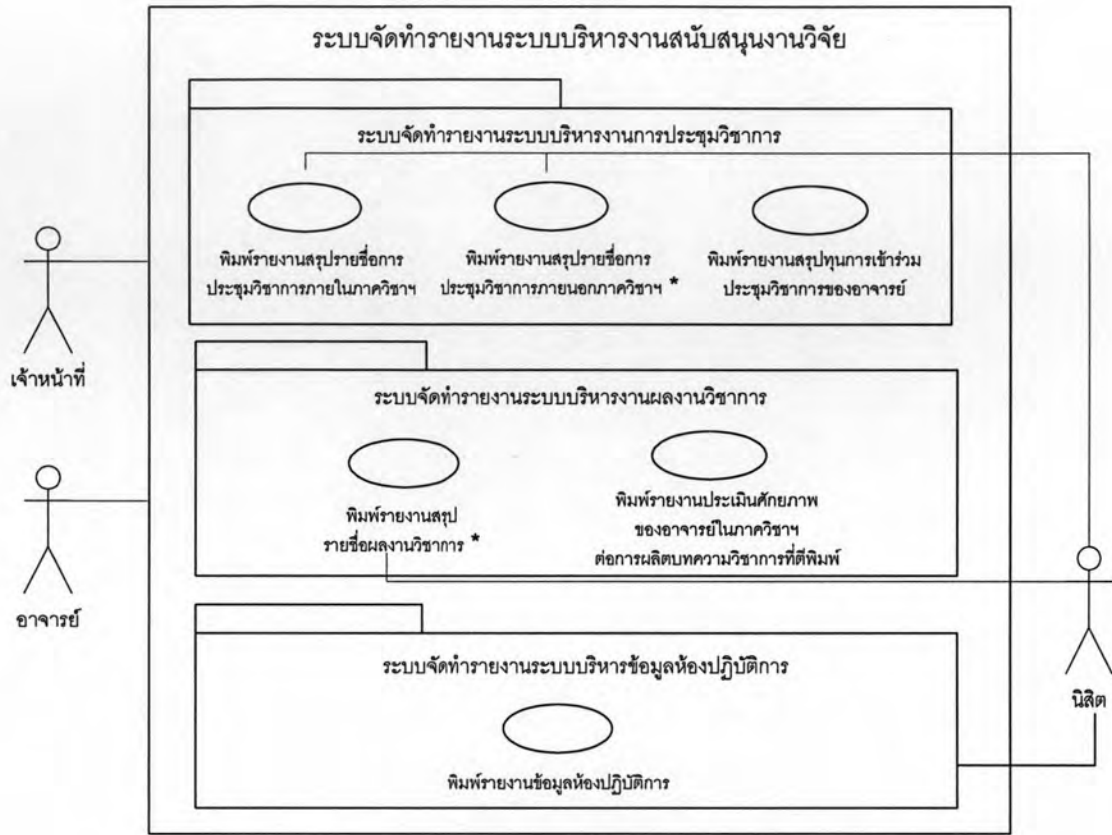 ระบบจัดทำรายงานระบบบริหารงานสนับสนุนงานวิจัย
ระบบจัดทำรายงานระบบบริหารงานการประชุมวิชาการ
พิมพ์รายงานสรุปรายชื่อการ
ประชุมวิชาการภายในภาควิชาฯ
พิมพ์รายงานสรุปรายชื่อการ
ประชุมวิชาการภายนอกภาควิชาฯ *
พิมพ์รายงานสรุปทุนการเข้าร่วม
ประชุมวิชาการของอาจารย์
เจ้าหน้าที่
ระบบจัดทำรายงานระบบบริหารงานผลงานวิชาการ
พิมพ์รายงานสรุป
รายชื่อผลงานวิชาการ *
พิมพ์รายงานประเมินศักยภาพ
ของอาจารย์ในภาควิชาฯ
ต่อการผลิตบทความวิชาการที่ตีพิมพ์
อาจารย์
ระบบจัดทำรายงานระบบบริหารข้อมูลห้องปฏิบัติการ
พิมพ์รายงานข้อมูลห้องปฏิบัติการ
นิสิต